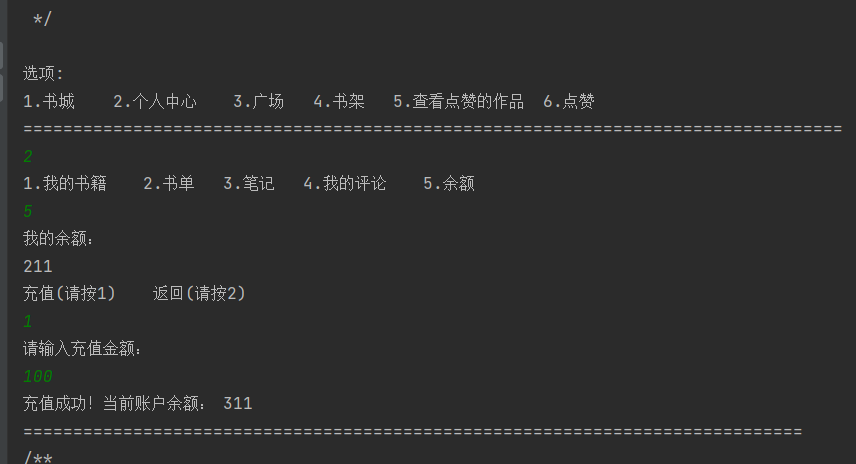 */
选项:
1.书城    2.个人中心    3.广场   4.书架   5.查看点赞的作品  6.点赞
==================================================================================
2
1.我的书籍    2.书单   3.笔记   4.我的评论    5.余额
5
我的余额：
211
充值(请按1)    返回(请按2)
1
请输入充值金额：
100
充值成功！当前账户余额： 311
==============================================================================
/**